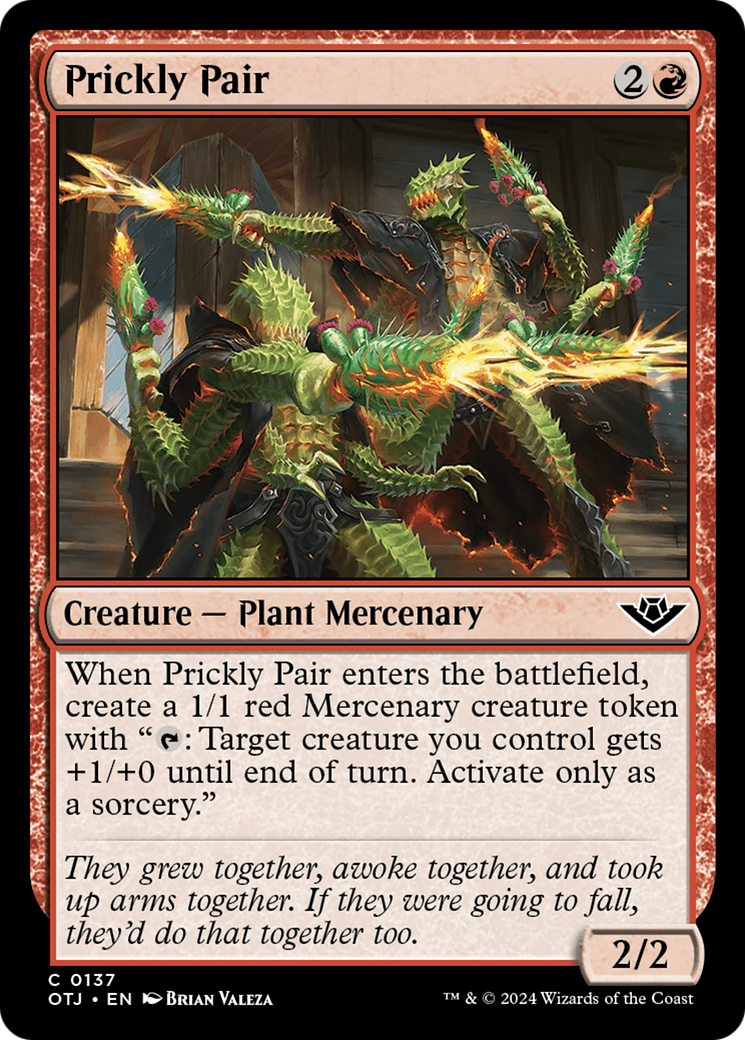 Prickly Pair 2
Creature — Plant Mercenary
When Prickly Pair enters the battlefield,
create a 1/1 red Mercenary creature token
with “: Target creature you control gets
+1/+0 until end of turn. Activate only as
a sorcery.”
They grew together, awoke together, and took
up arms together. If they were going to fall,
they’d do that together too.
2/2
C 0137
OTJ • EN Brian Valeza ™ & © 2024 Wizards of the Coast